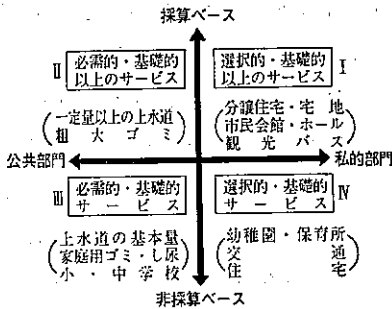 採算ベース
II 必需的・基礎的以上のサービス
(一定量以上の上水道
粗大ゴミ)
I 選択的・基礎的以上のサービス
(分譲住宅・宅地
市民会館・ホール
観光バス)
公共部門
私的部門
III 必需的・基礎的サービス
(上水道の基本量
家庭用ゴミ・し尿
小・中学校)
IV 選択的・基礎的サービス
(幼稚園・保育所
交通
住宅)
非採算ベース